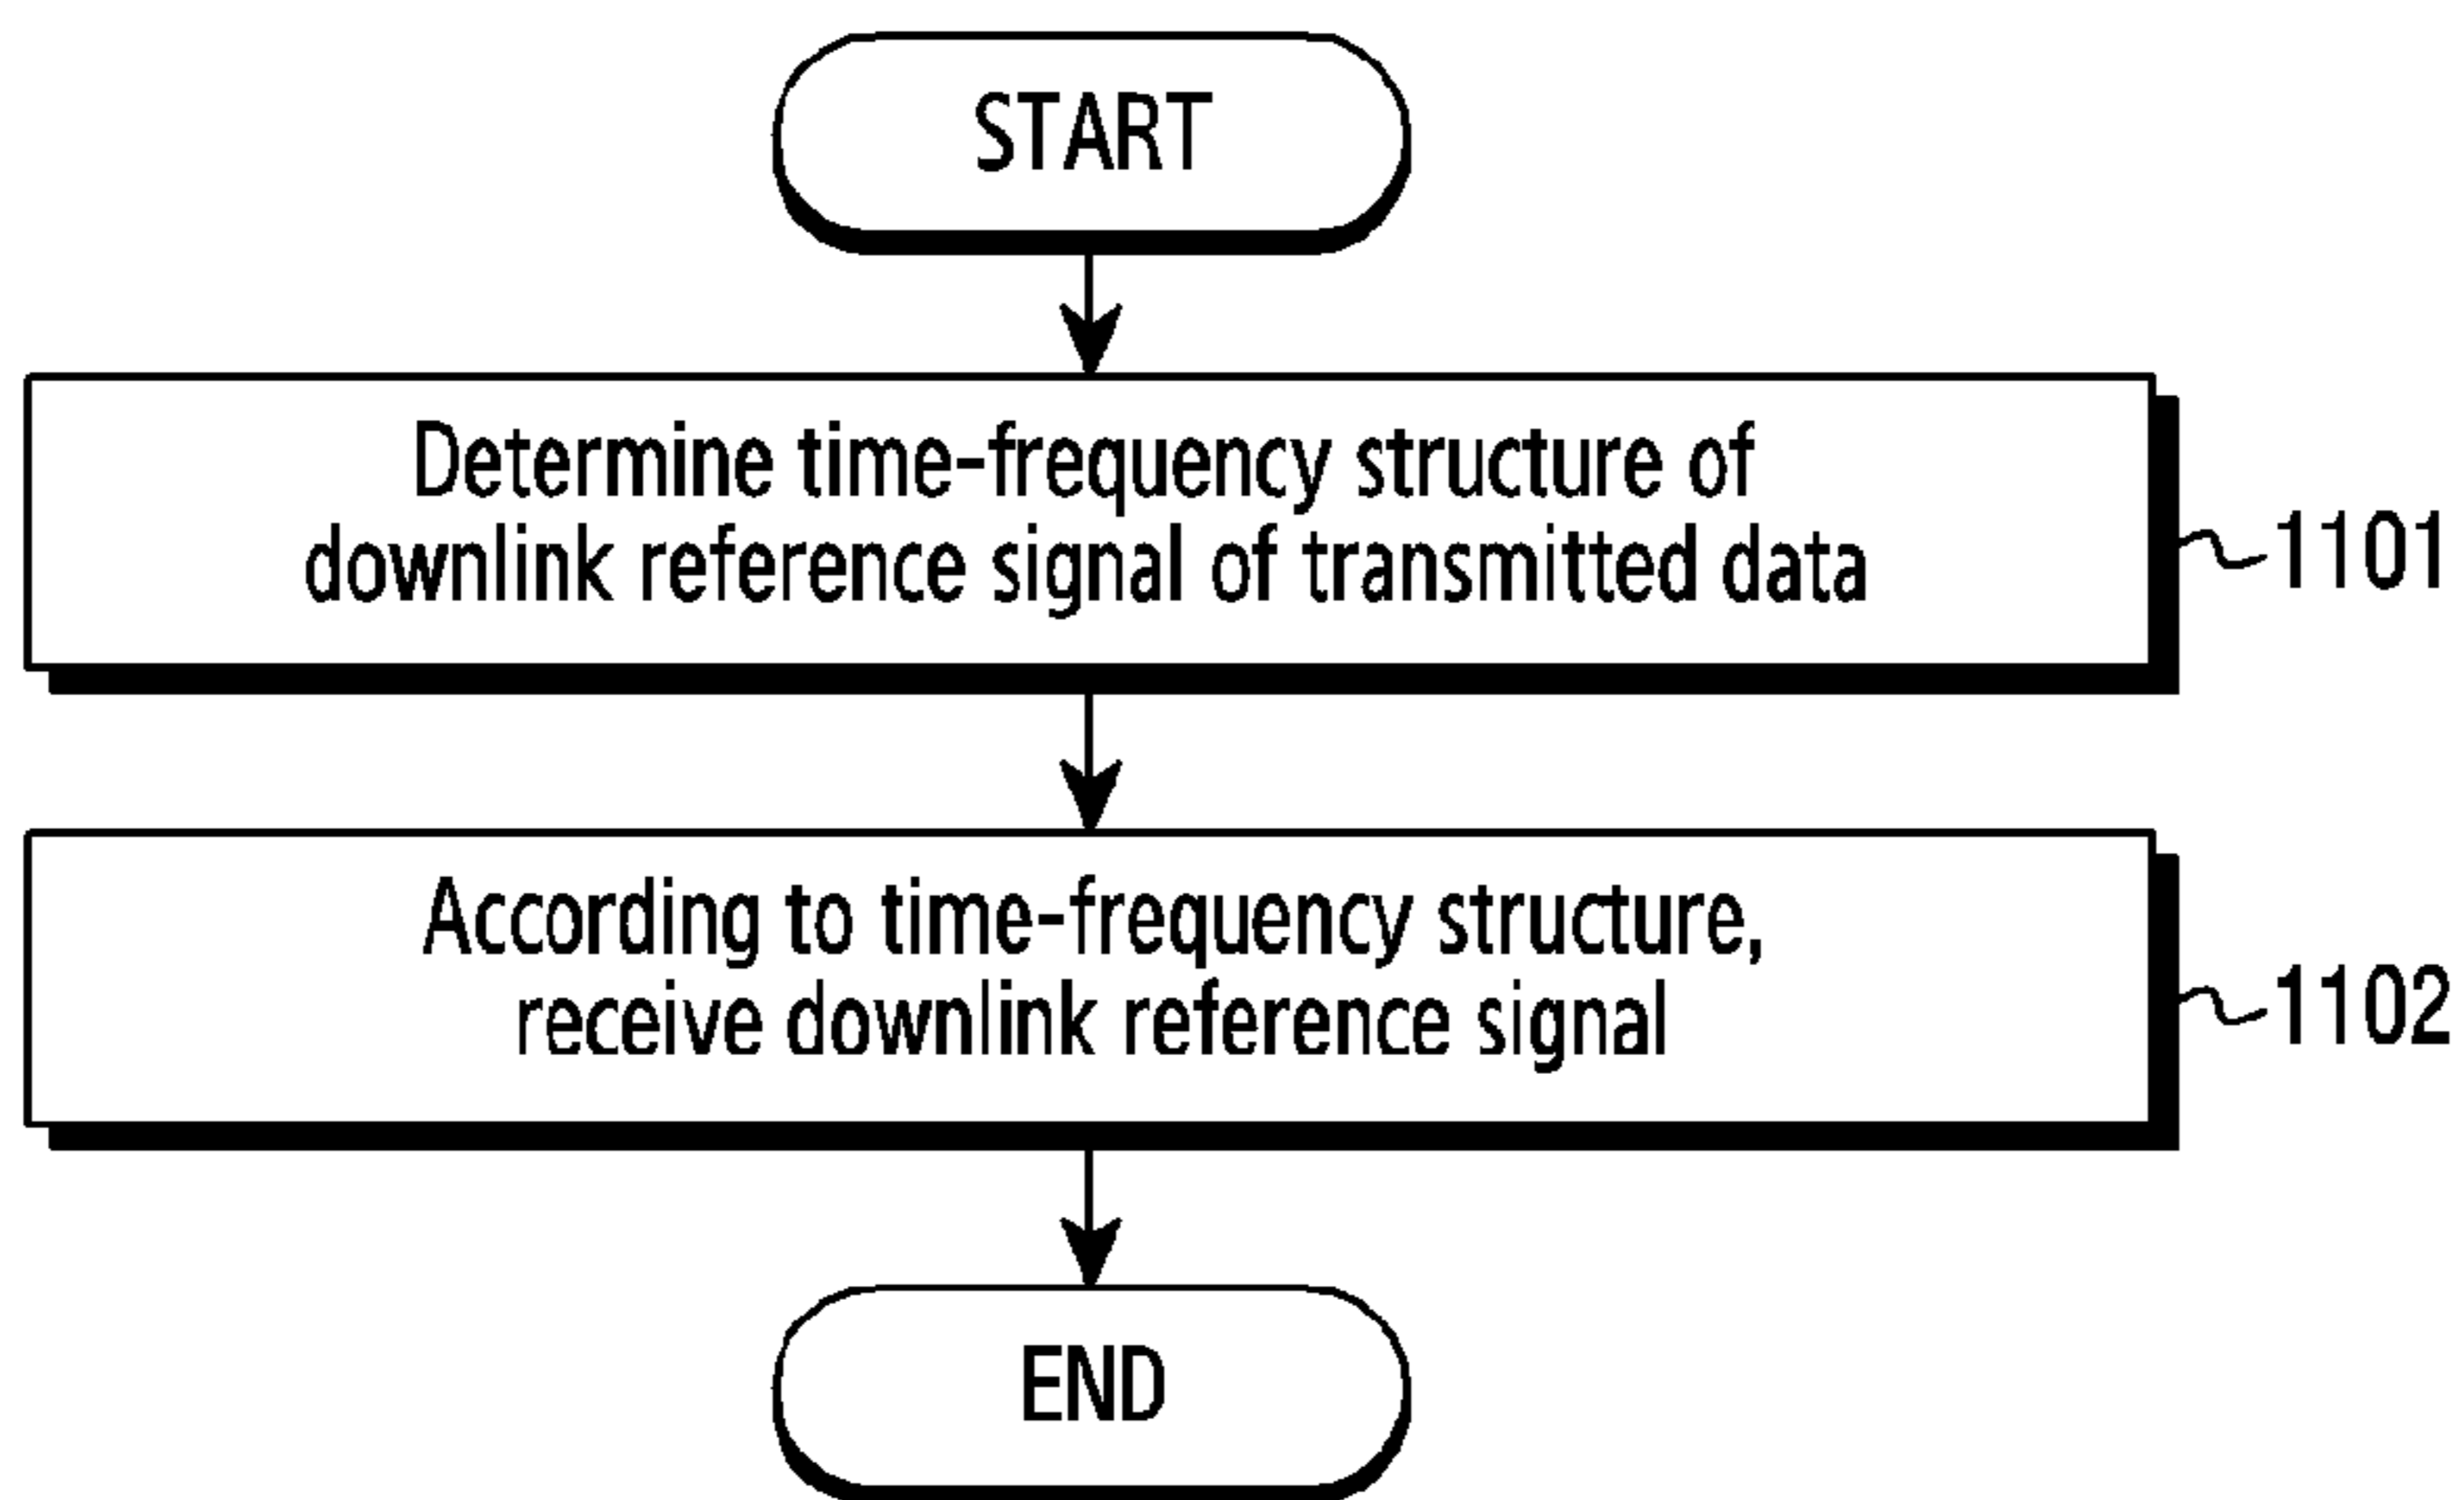 START
Determine time-frequency structure of
downlink reference signal of transmitted data
1101
According to time-frequency structure,
receive downlink reference signal
1102
END